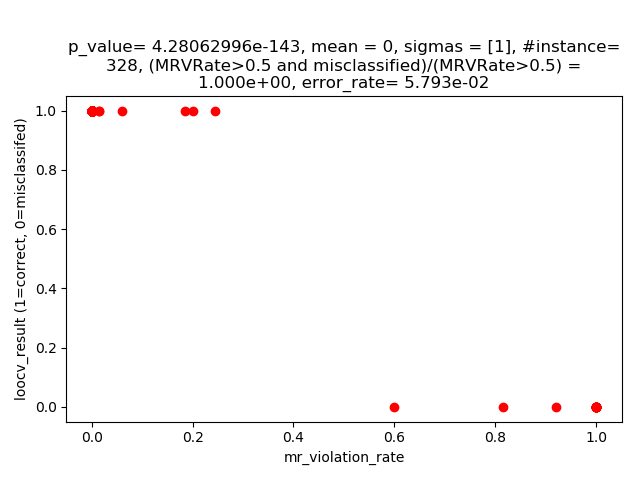 p_value= 4.28062996e-143, mean = 0, sigmas = [1], #instance=
328, (MRVRate>0.5 and misclassified)/(MRVRate>0.5) =
1.000e+00, error_rate= 5.793e-02
1.0
0.8
0.6
0.4
0.2
0.0
loocv_result (1=correct, 0=misclassifed)
0.0 0.2 0.4 0.6 0.8 1.0
mr_violation_rate